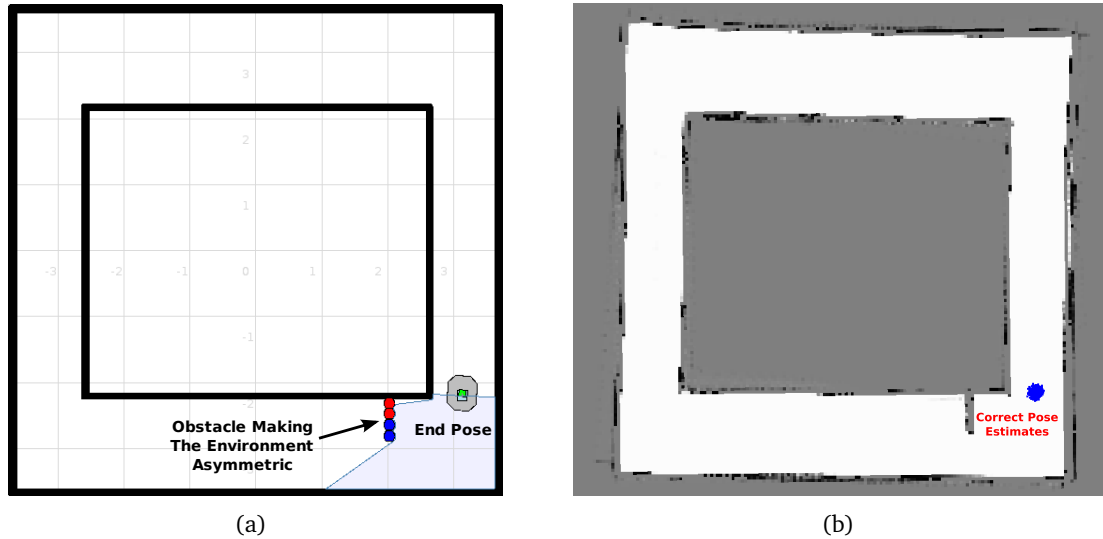 3
2
1
-3
-2
-1
0
1
2
3
-1
-2
Obstacle Making
The Environment
Asymmetric
End Pose
Correct Pose
Estimates
(a)
(b)